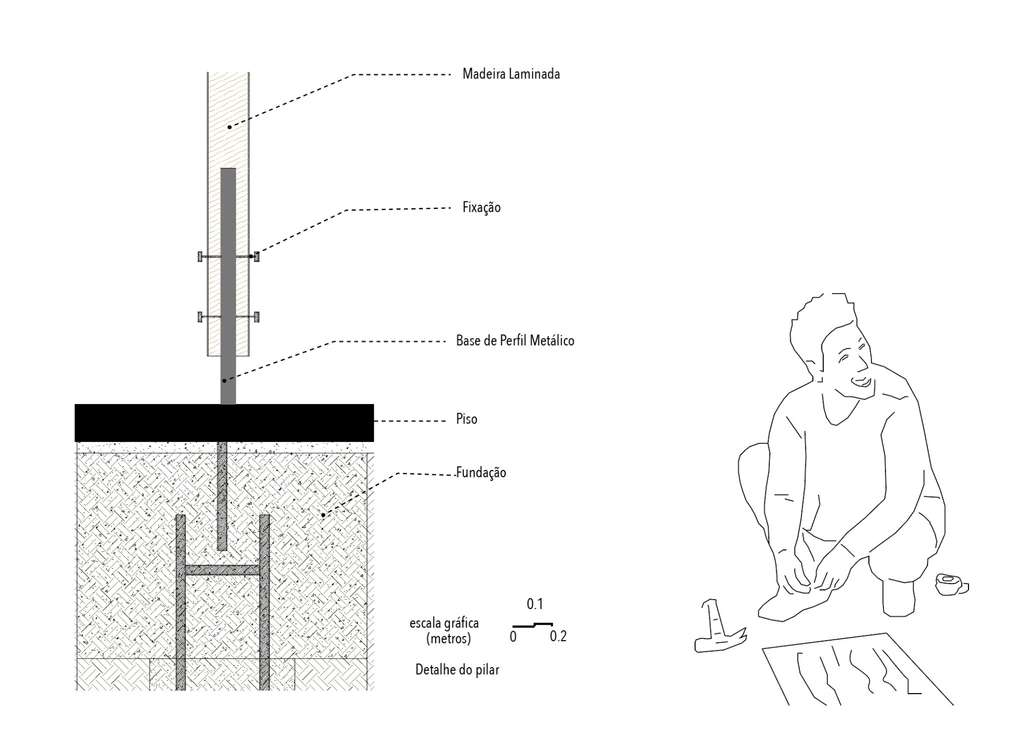 Madeira Laminada
Fixação
Base de Perfil Metálico
Piso
Fundação
0.1
escala gráfica
(metros)
0
0.2
Detalhe do pilar